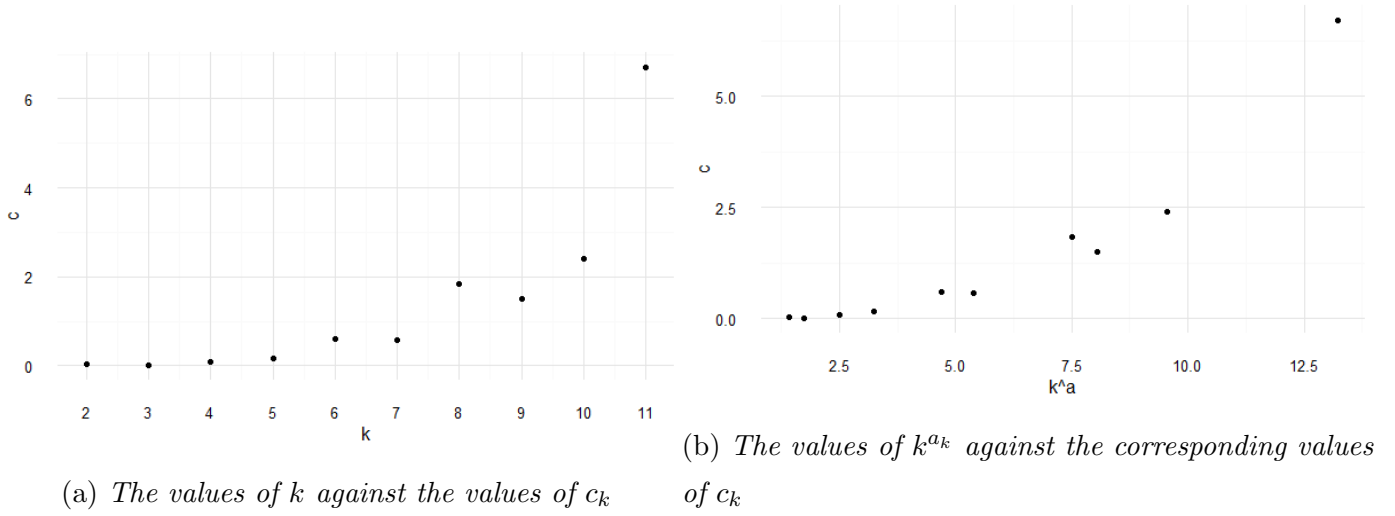 6
4
2
0
c
2 3 4 5 6 7 8 9 10 11
k
(a) The values of k against the values of c_k
5.0
2.5
0.0
c
2.5 5.0 7.5 10.0 12.5
k^a
(b) The values of k^{a_k} against the corresponding values
of c_k